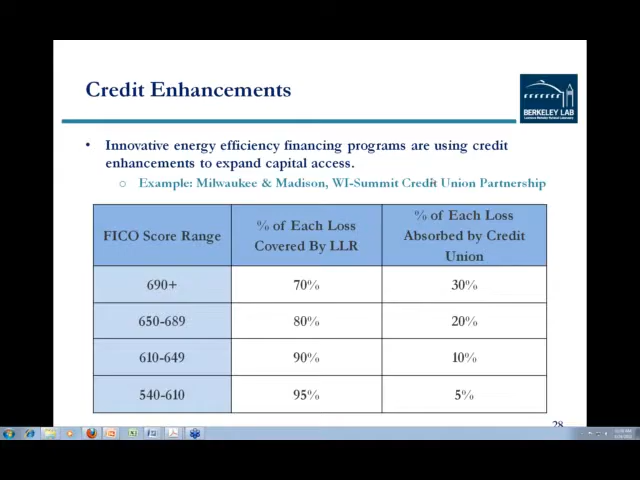 Credit Enhancements
BERKELEY LAB
• Innovative energy efficiency financing programs are using credit
enhancements to expand capital access.
○ Example: Milwaukee & Madison, WI-Summit Credit Union Partnership
FICO Score Range
% of Each Loss
Covered By LLR
% of Each Loss
Absorbed by Credit
Union
690+ 70% 30%
650-689 80% 20%
610-649 90% 10%
540-610 95% 5%
28